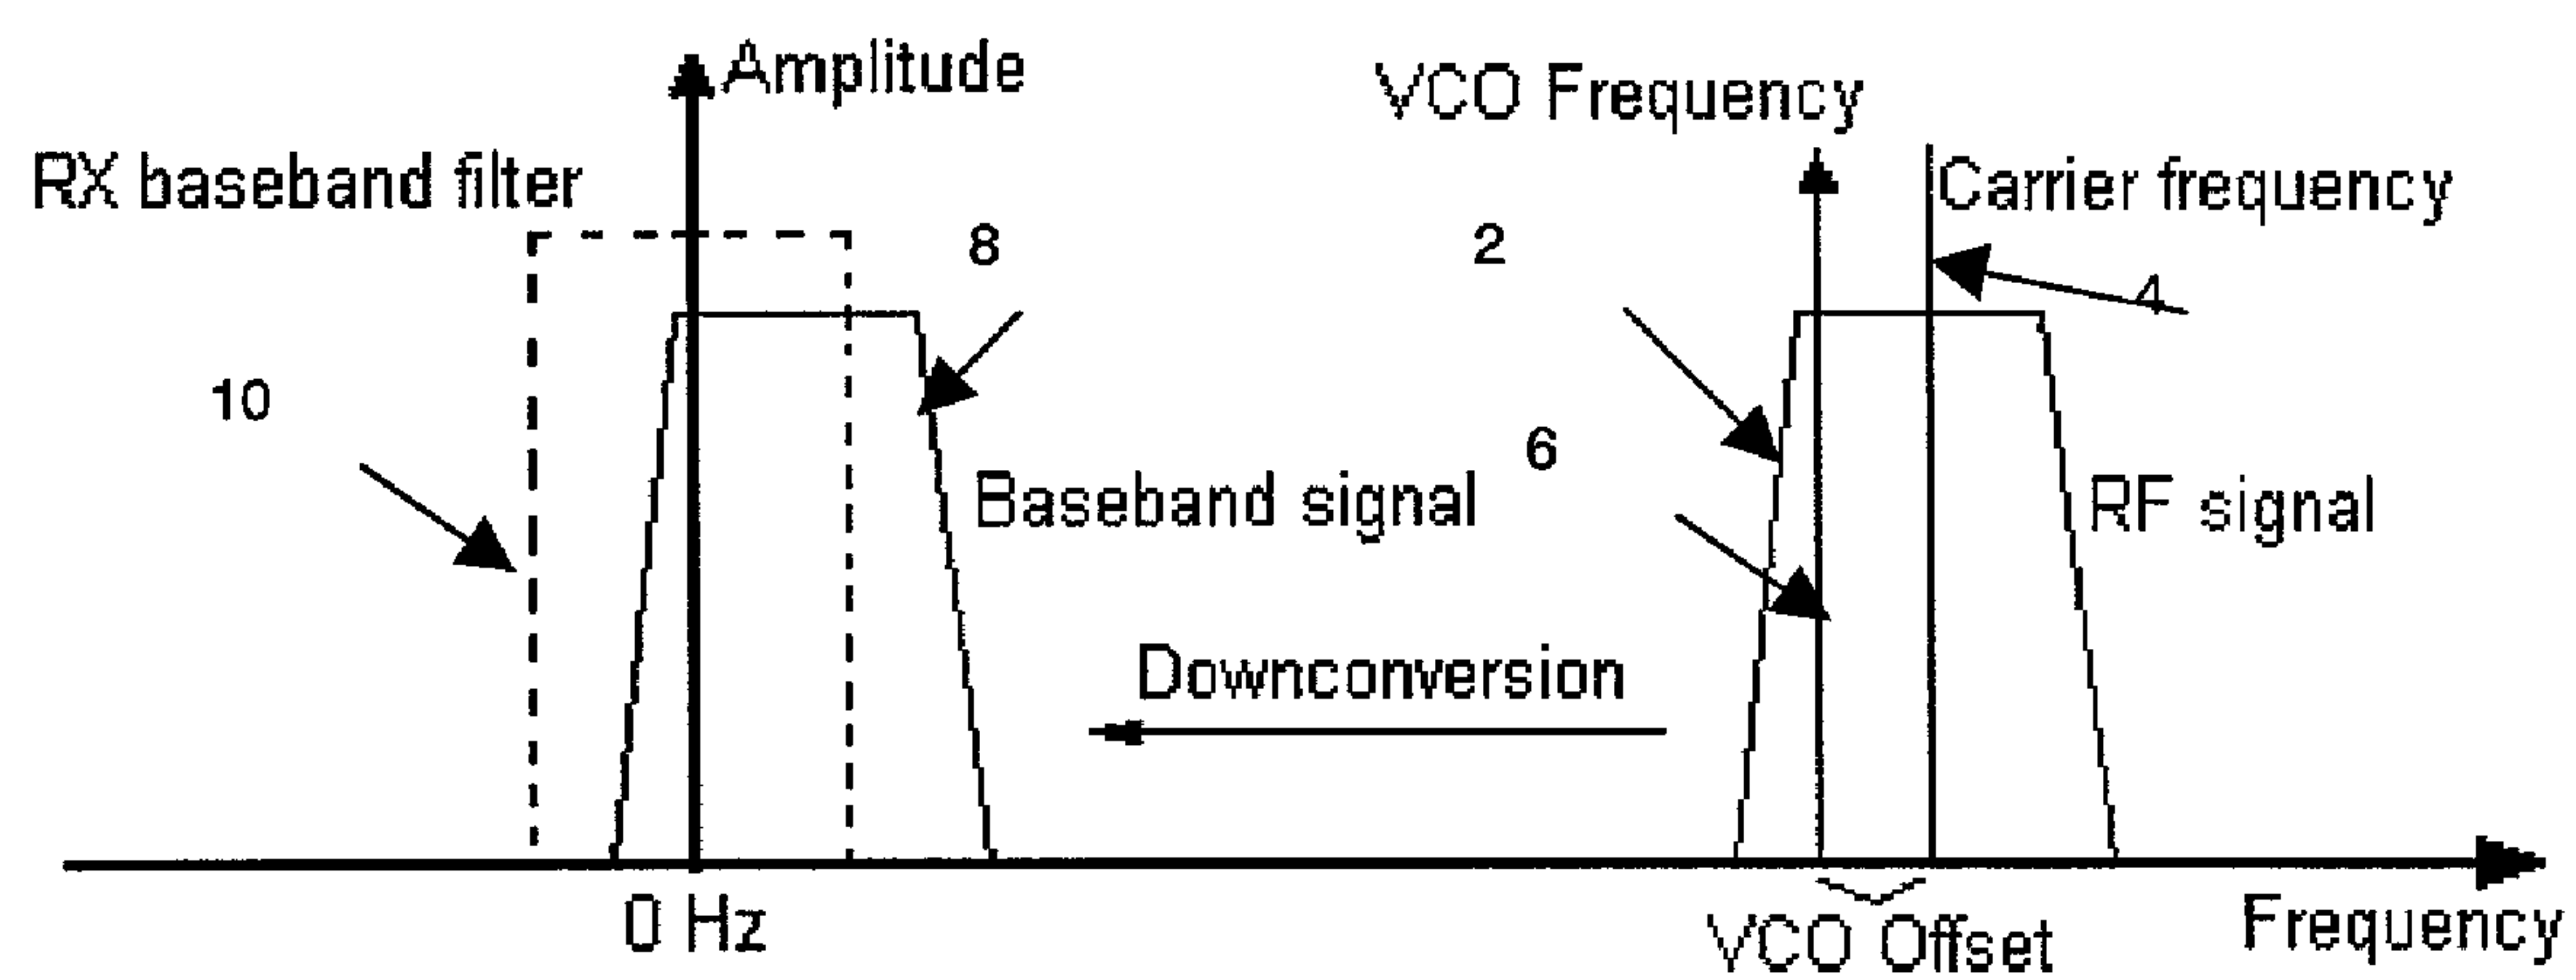 Amplitude
VCO Frequency
RX baseband filter
Carrier frequency
8
2
4
10
6
Baseband signal
RF signal
Downconversion
0 Hz
VCO Offset
Frequency